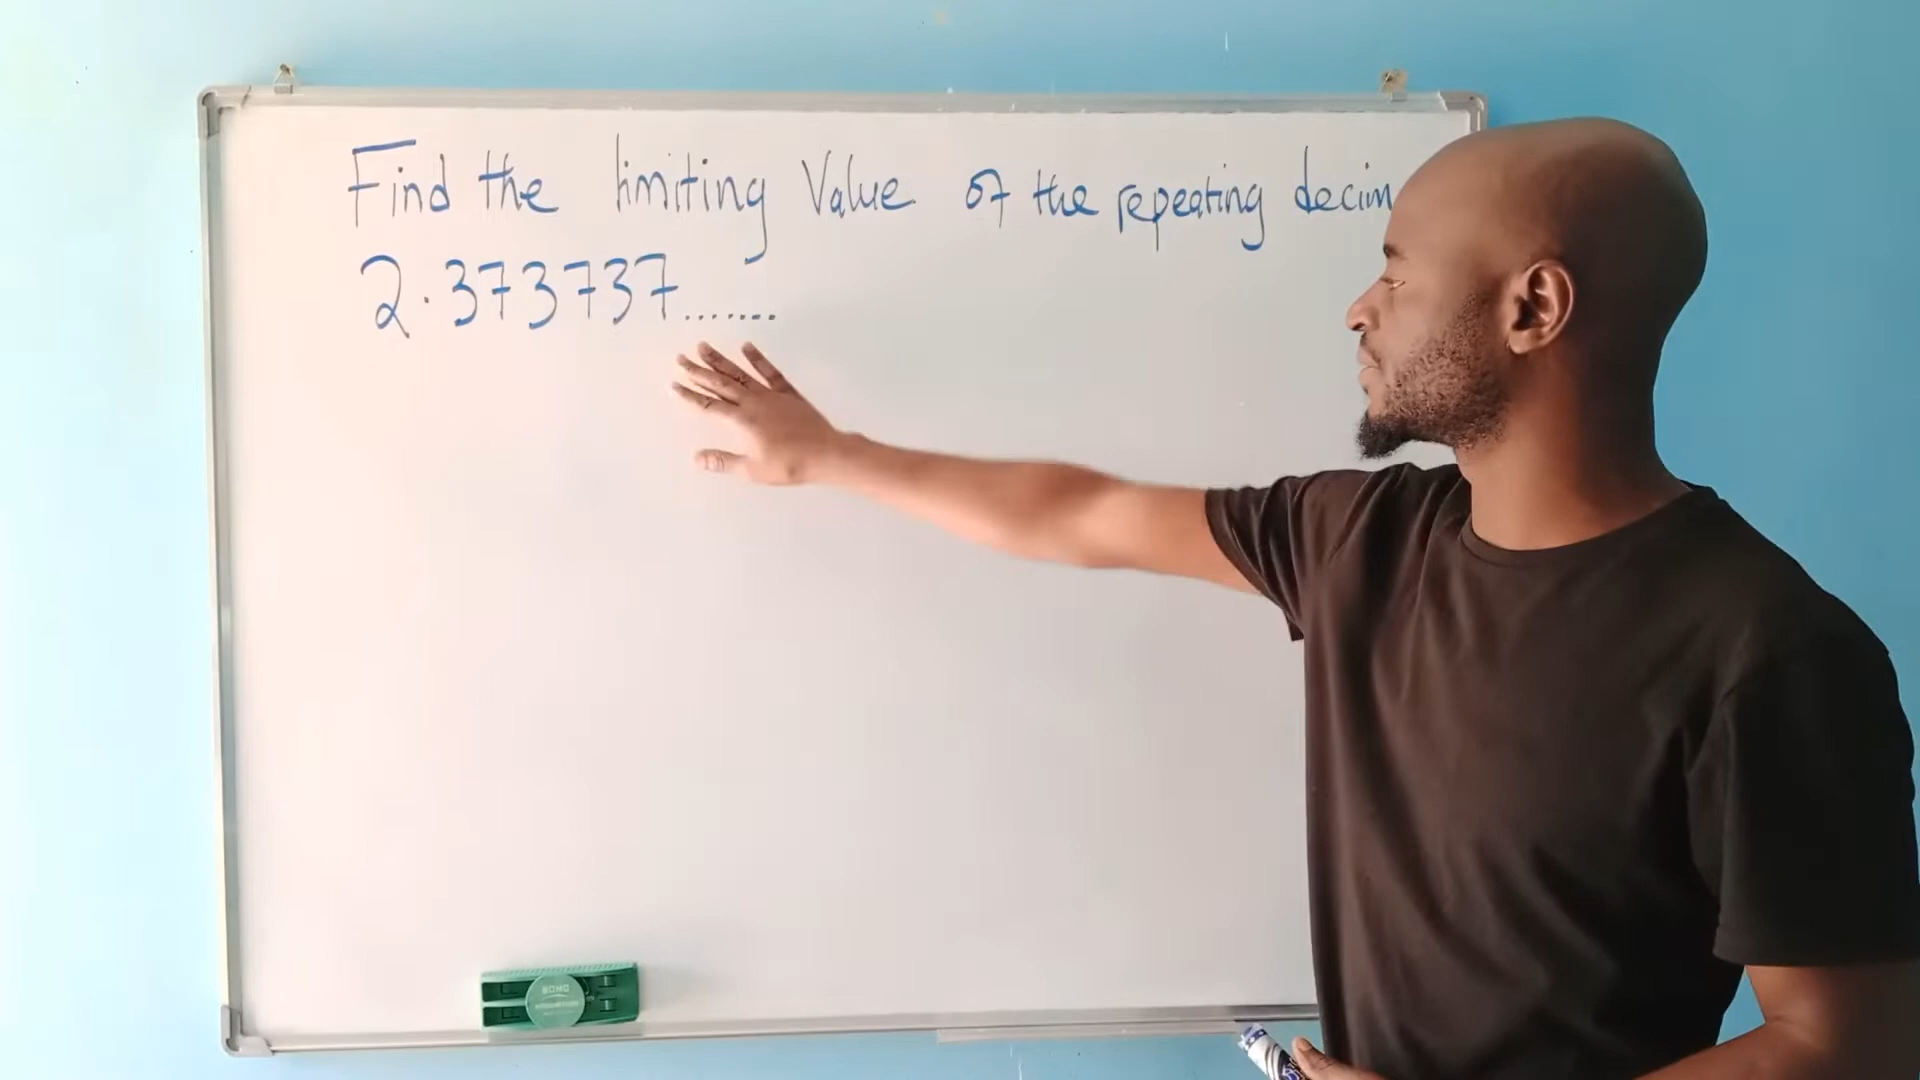 Find the limiting Value of the repeating decim
2.373737.......